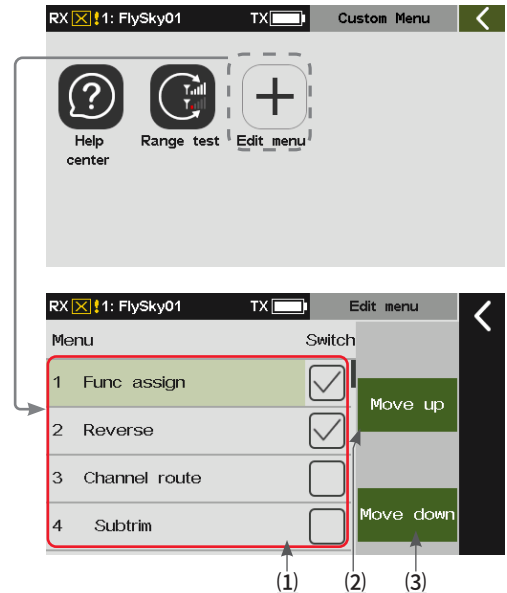 RX !1: FlySky01 TX Custom Menu
Help center
Range test
Edit menu
RX !1: FlySky01 TX Edit menu
Menu Switch
1 Func assign
2 Reverse
3 Channel route
4 Subtrim
Move up
Move down
(1) (2) (3)